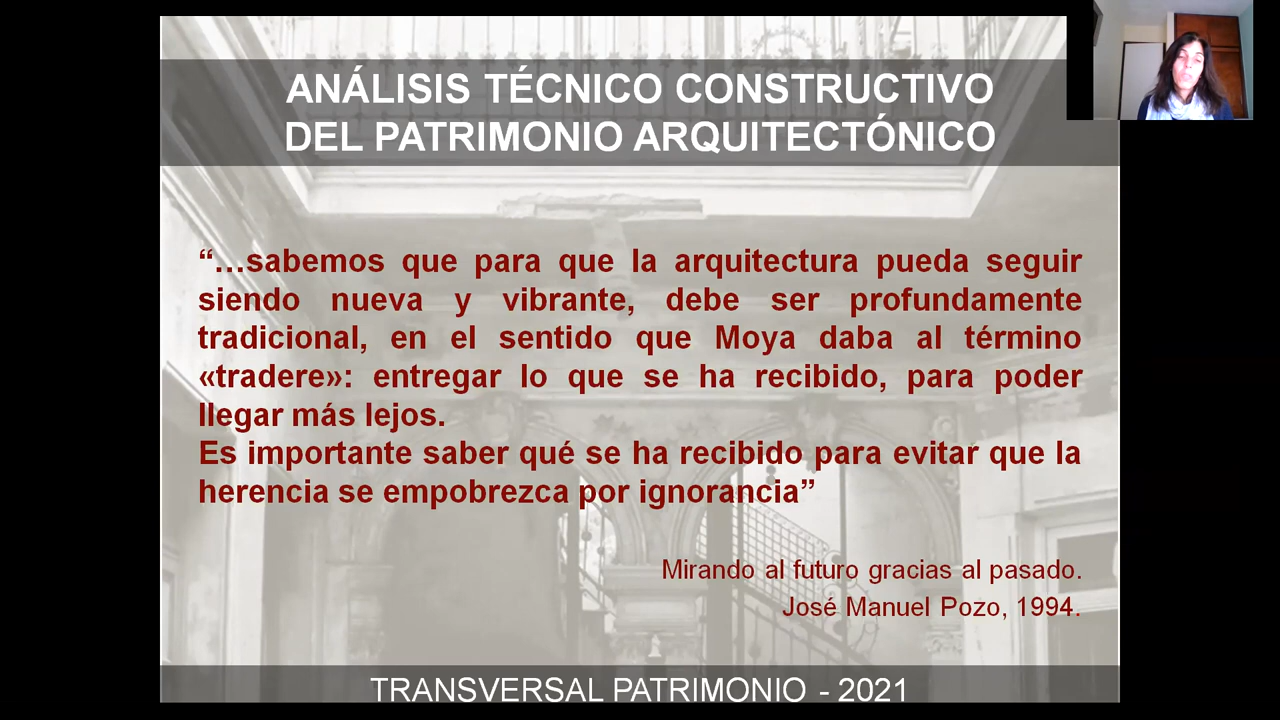 ANÁLISIS TÉCNICO CONSTRUCTIVO
DEL PATRIMONIO ARQUITECTÓNICO
“…sabemos que para que la arquitectura pueda seguir
siendo nueva y vibrante, debe ser profundamente
tradicional, en el sentido que Moya daba al término
«tradere»: entregar lo que se ha recibido, para poder
llegar más lejos.
Es importante saber qué se ha recibido para evitar que la
herencia se empobrezca por ignorancia”
Mirando al futuro gracias al pasado.
José Manuel Pozo, 1994.
TRANSVERSAL PATRIMONIO - 2021